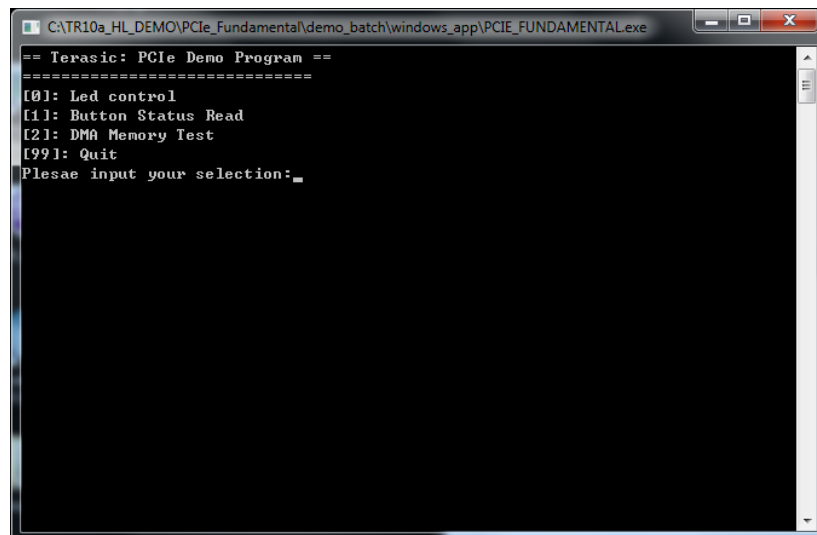 C:\TR10a_HL_DEMO\PCIe_Fundamental\demo_batch\windows_app\PCIE_FUNDAMENTAL.exe
== Terasic: PCIe Demo Program ==
==============================
[0]: Led control
[1]: Button Status Read
[2]: DMA Memory Test
[99]: Quit
Plesae input your selection:_